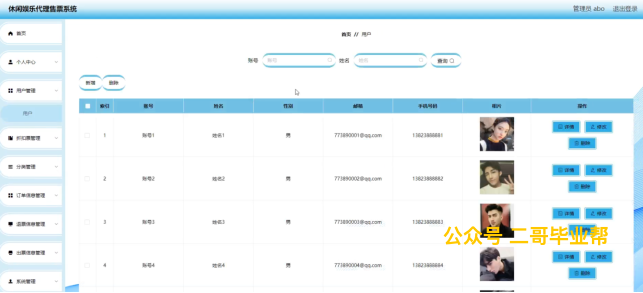 休闲娱乐代理售票系统
管理员 abo 退出登录
首页
个人中心
用户管理
用户
折扣票管理
分类管理
订单信息管理
退票信息管理
出票信息管理
系统管理
首页 // 用户
账号 账号 姓名 姓名 查询
新增 删除
索引 账号 姓名 性别 邮箱 手机号码 照片 操作
1 账号1 姓名1 男 773890001@qq.com 13823888881 详情 修改 删除
2 账号2 姓名2 男 773890002@qq.com 13823888882 详情 修改 删除
3 账号3 姓名3 男 773890003@qq.com 13823888883 详情 修改
4 账号4 姓名4 男 773890004@qq.com 13823888884 详情 修改 删除
公众号 二哥毕业帮